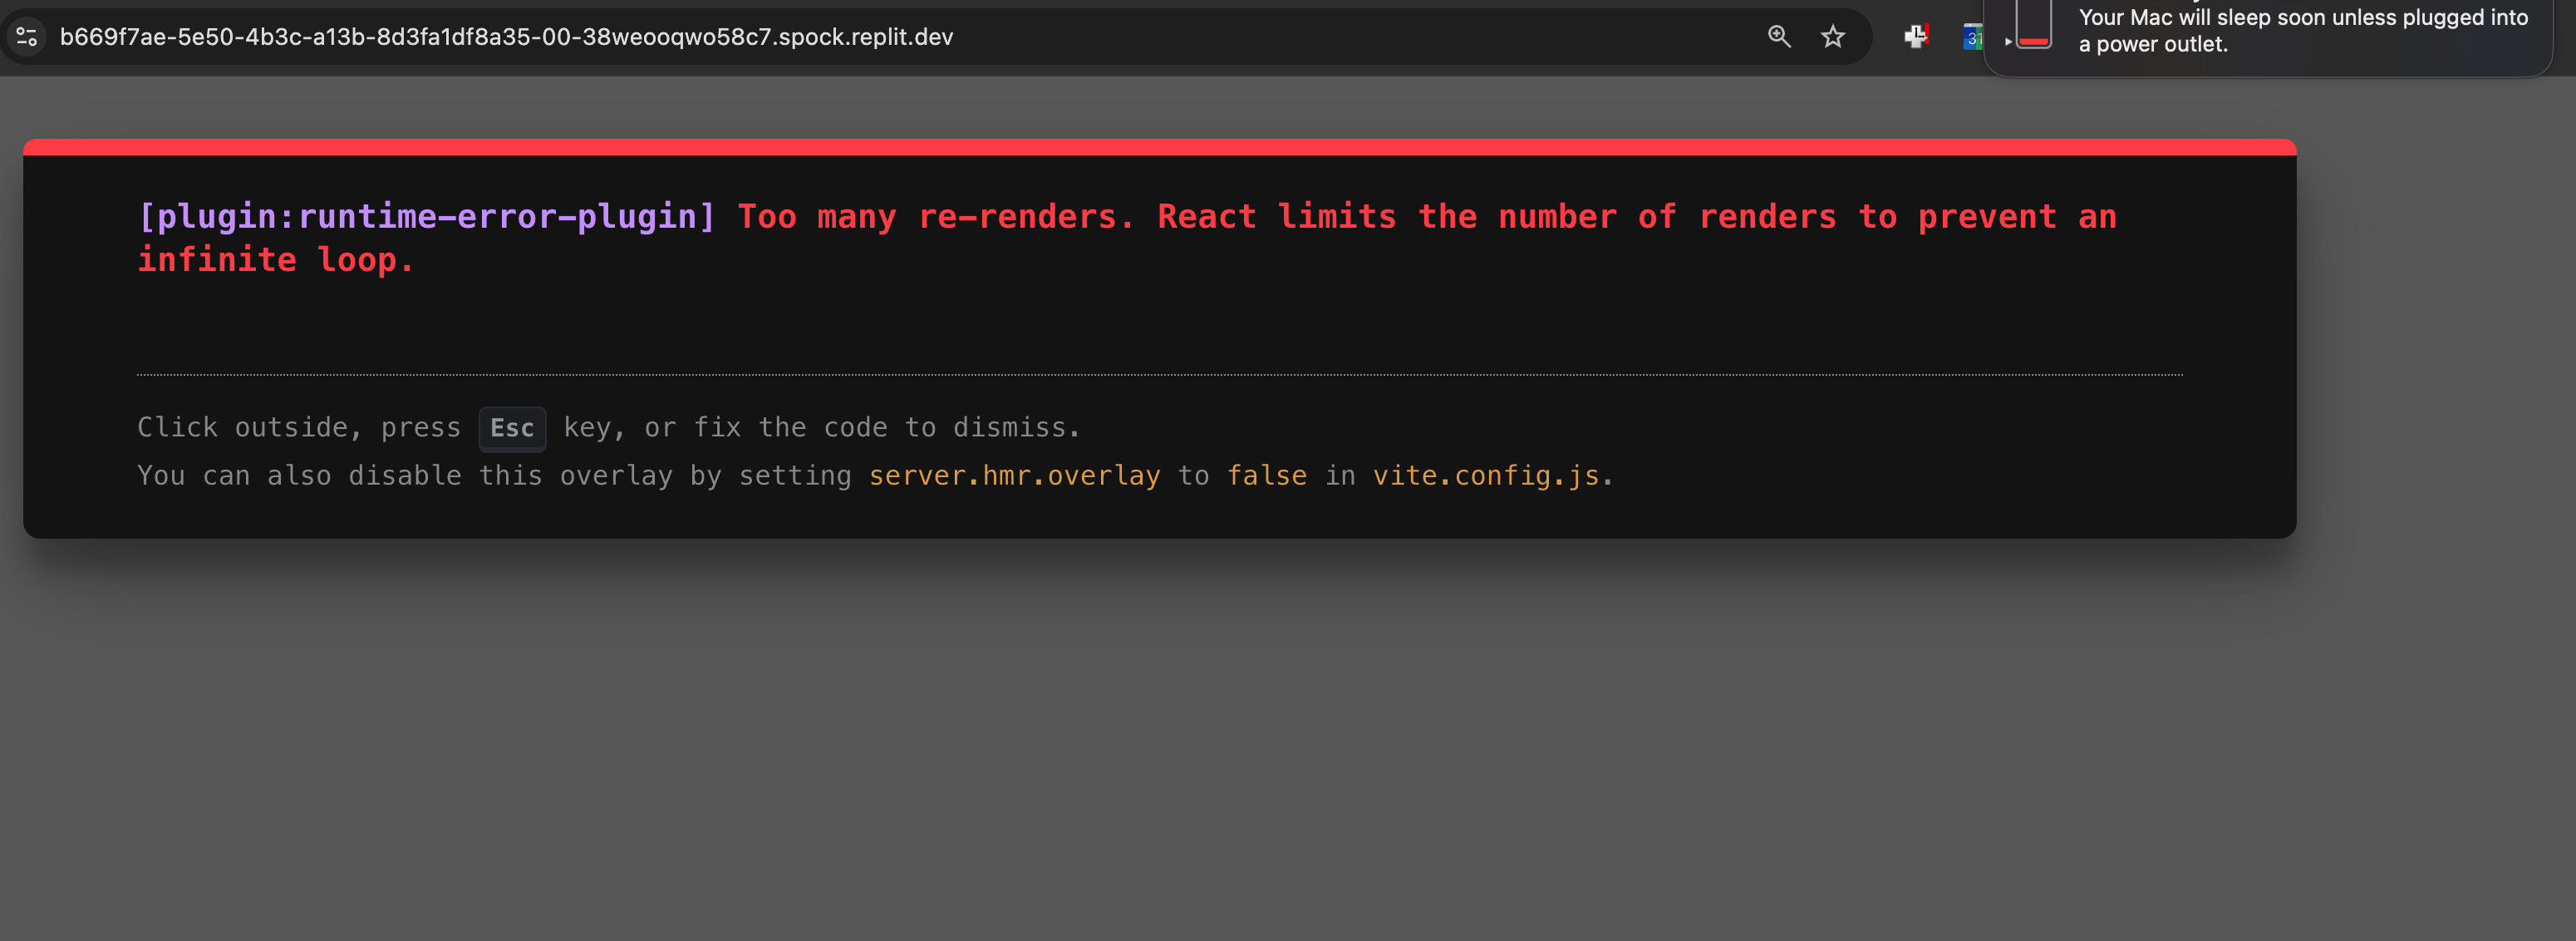 b669f7ae-5e50-4b3c-a13b-8d3fa1df8a35-00-38weooqwo58c7.spock.replit.dev
31
Your Mac will sleep soon unless plugged into
a power outlet.
[plugin:runtime-error-plugin] Too many re-renders. React limits the number of renders to prevent an
infinite loop.
Click outside, press Esc key, or fix the code to dismiss.
You can also disable this overlay by setting server.hmr.overlay to false in vite.config.js.